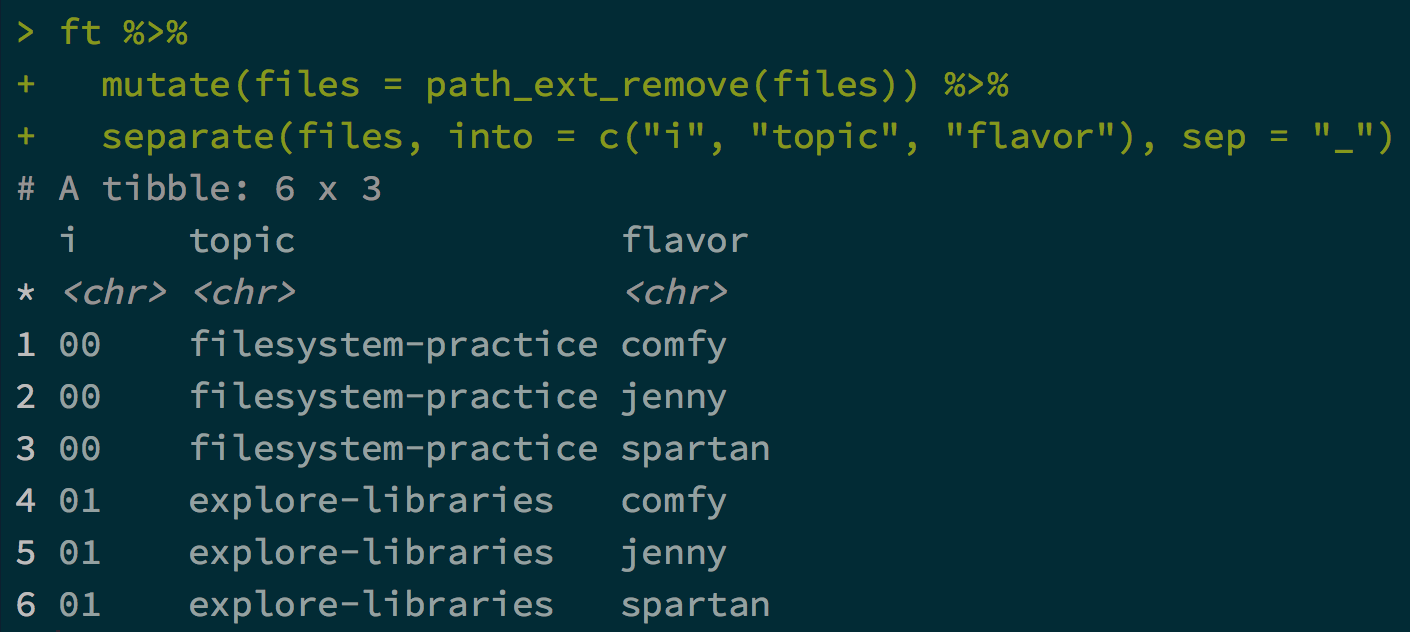 > ft %>%
+   mutate(files = path_ext_remove(files)) %>%
+   separate(files, into = c("i", "topic", "flavor"), sep = "_")
# A tibble: 6 x 3
  i     topic               flavor
* <chr> <chr>               <chr>
1 00    filesystem-practice comfy
2 00    filesystem-practice jenny
3 00    filesystem-practice spartan
4 01    explore-libraries   comfy
5 01    explore-libraries   jenny
6 01    explore-libraries   spartan